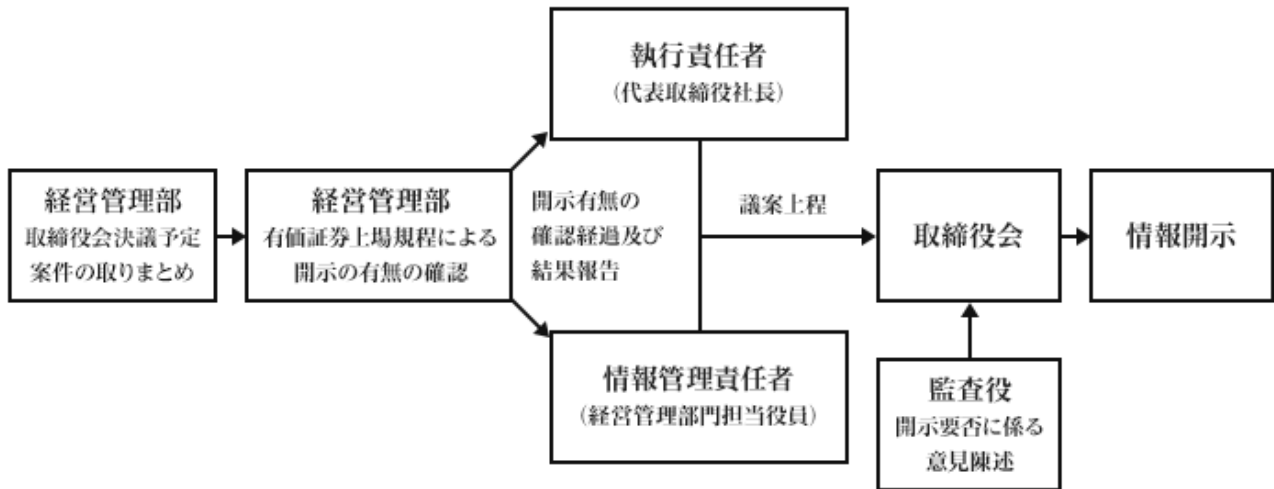 経営管理部
取締役会決議予定
案件の取りまとめ
経営管理部
有価証券上場規程による
開示の有無の確認
執行責任者
（代表取締役社長）
開示有無の
確認経過及び
結果報告
情報管理責任者
（経営管理部門担当役員）
議案上程
取締役会
監査役
開示要否に係る
意見陳述
情報開示